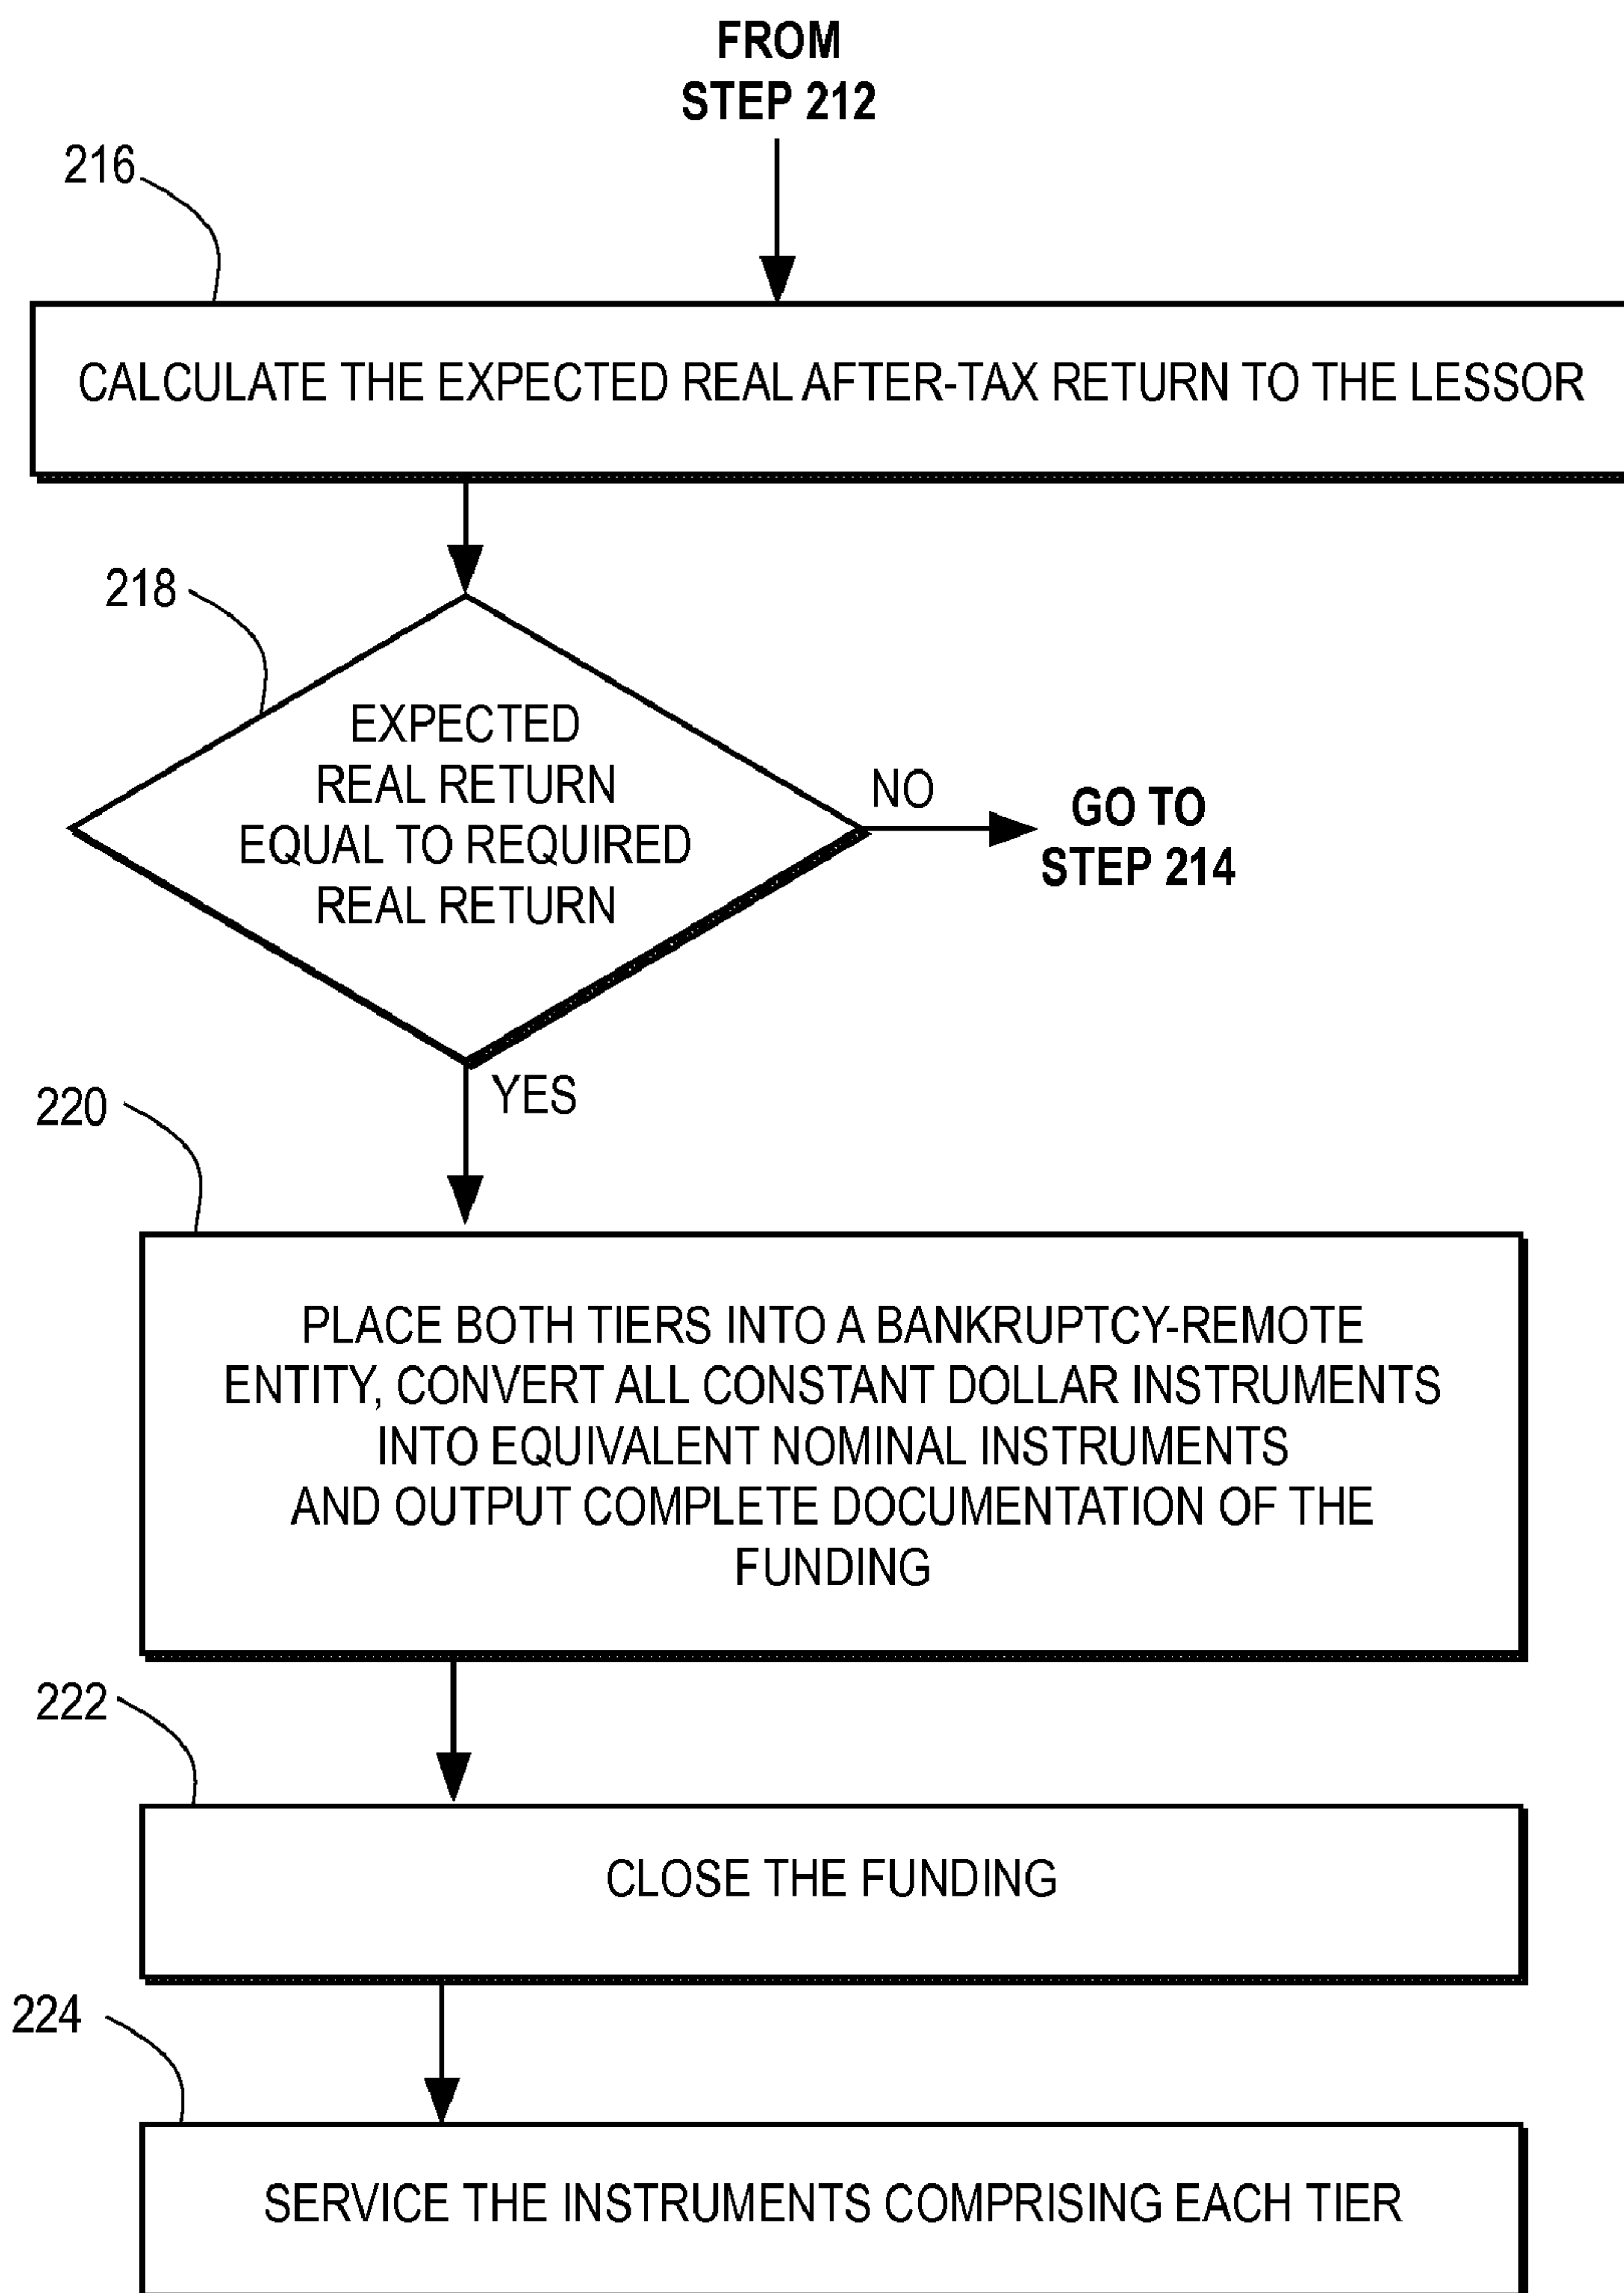 FROM
STEP 212
216
CALCULATE THE EXPECTED REAL AFTER-TAX RETURN TO THE LESSOR
218
EXPECTED
REAL RETURN
EQUAL TO REQUIRED
REAL RETURN
NO
GO TO
STEP 214
YES
220
PLACE BOTH TIERS INTO A BANKRUPTCY-REMOTE
ENTITY, CONVERT ALL CONSTANT DOLLAR INSTRUMENTS
INTO EQUIVALENT NOMINAL INSTRUMENTS
AND OUTPUT COMPLETE DOCUMENTATION OF THE
FUNDING
222
CLOSE THE FUNDING
224
SERVICE THE INSTRUMENTS COMPRISING EACH TIER